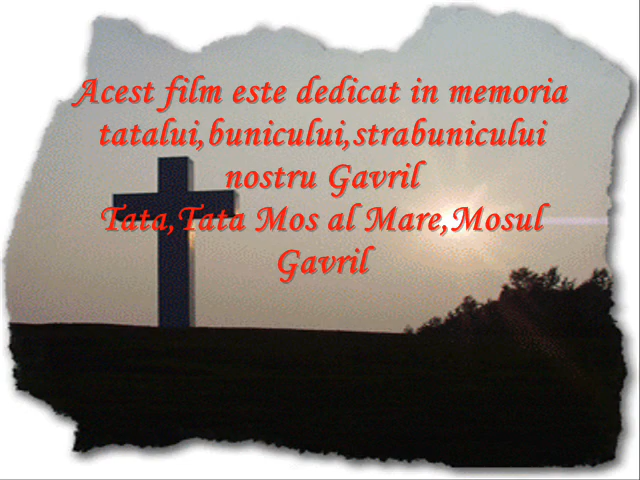 Acest film este dedicat in memoria
tatalui,bunicului,strabunicului
nostru Gavril
Tata,Tata Mos al Mare,Mosul
Gavril